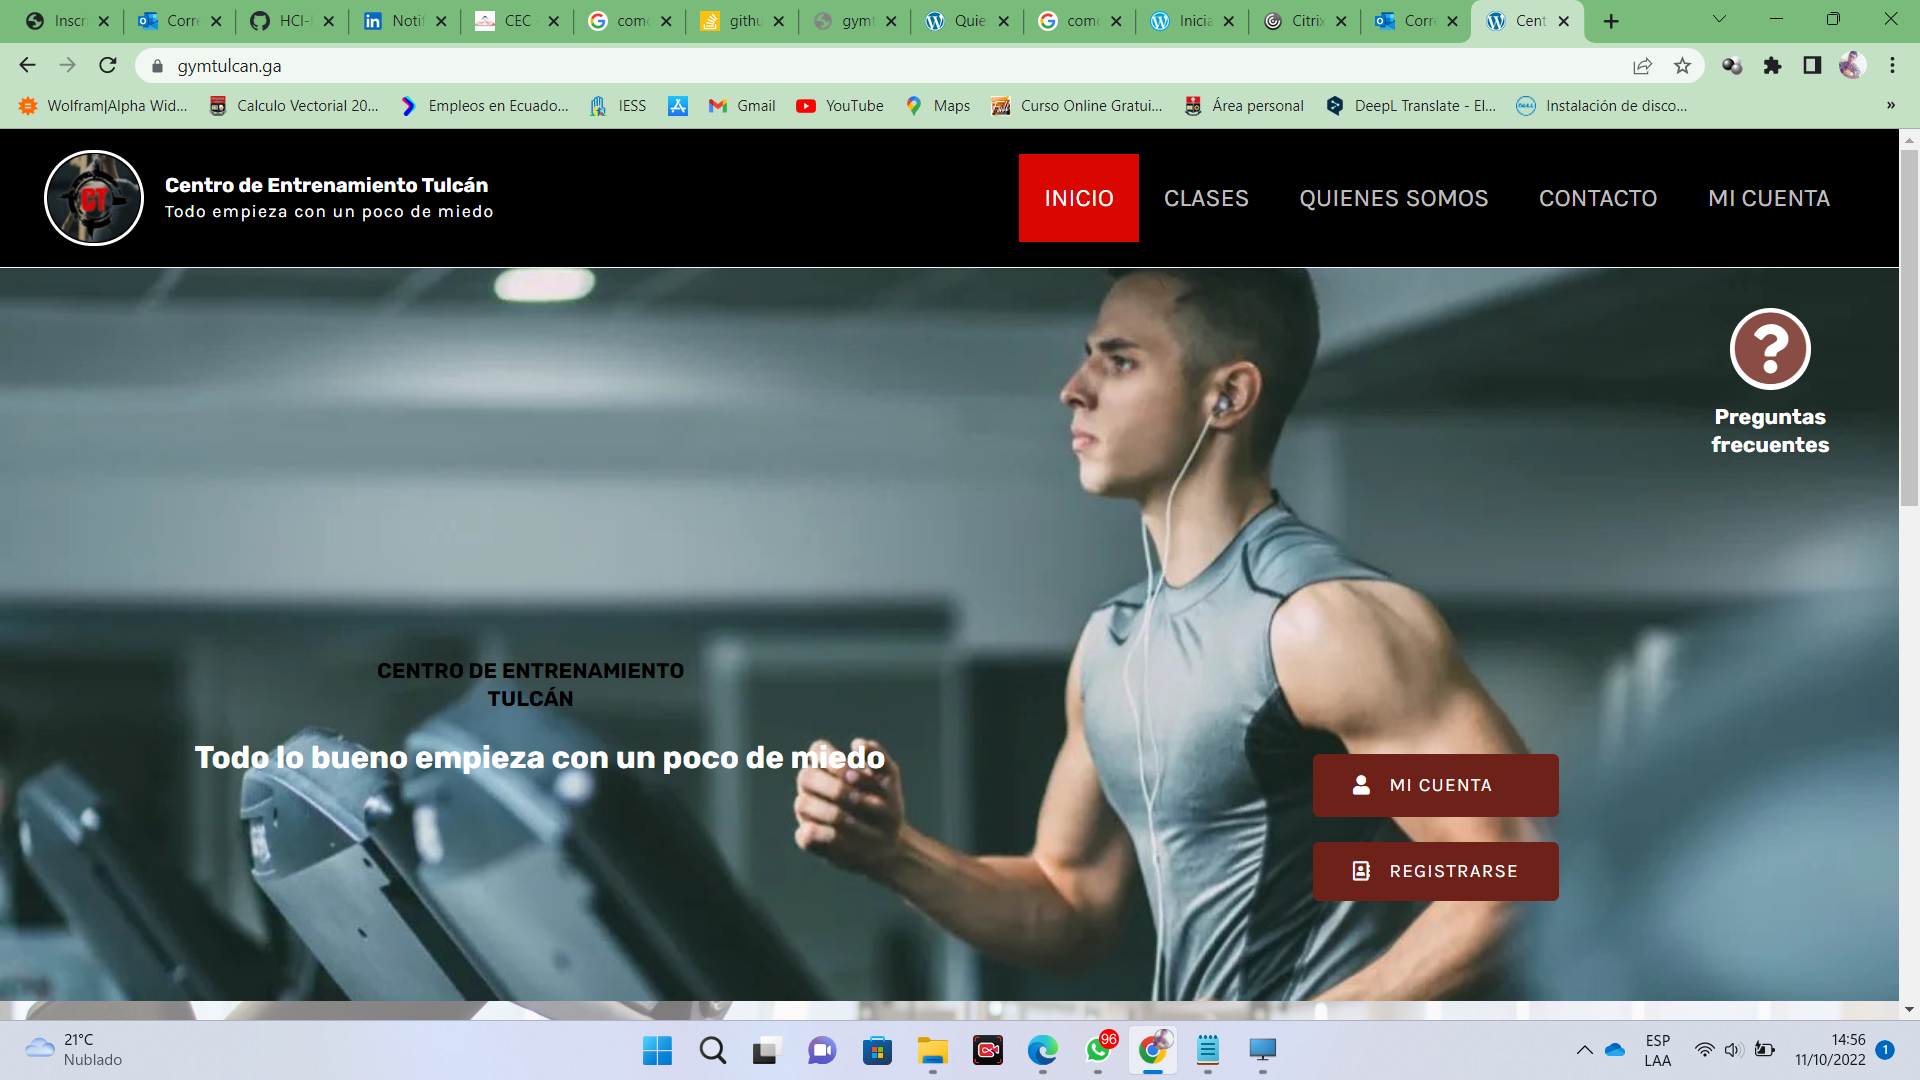 Inscr
Corre
HCI-
Notif
CEC
como
githu
gymt
Quie
como
Inicia
Citrix
Corre
Cent
gymtulcan.ga
Wolfram|Alpha Wid...
Calculo Vectorial 20...
Empleos en Ecuado...
IESS
Gmail
YouTube
Maps
Curso Online Gratui...
Área personal
DeepL Translate - El...
Instalación de disco...
»
CT
Centro de Entrenamiento Tulcán
Todo empieza con un poco de miedo
INICIO
CLASES
QUIENES SOMOS
CONTACTO
MI CUENTA
?
Preguntas
frecuentes
CENTRO DE ENTRENAMIENTO
TULCÁN
Todo lo bueno empieza con un poco de miedo
MI CUENTA
REGISTRARSE
21°C
Nublado
96
ESP
LAA
14:56
11/10/2022
1